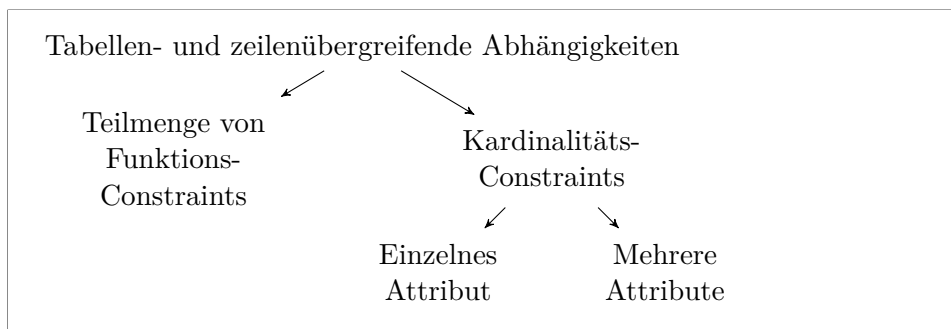 Tabellen- und zeilenübergreifende Abhängigkeiten
Teilmenge von
Funktions-
Constraints
Kardinalitäts-
Constraints
Einzelnes
Attribut
Mehrere
Attribute